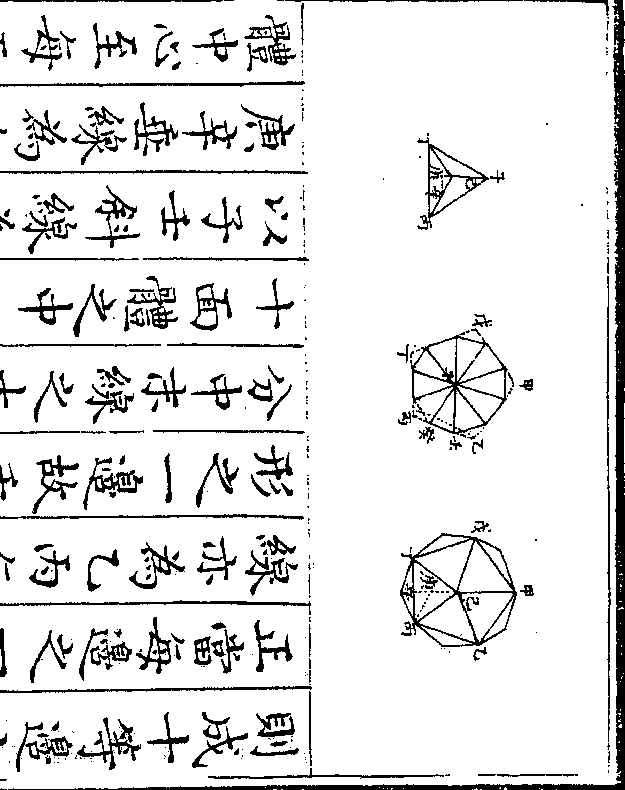 則成十等邊
正當每邊之
線亦為乙丙
形之一邊故
分中末線之
十面體之中
以子壬斜線
庚辛垂線為
體中心至每
甲
乙
丙
丁
戊
己
辛
甲
乙
丙
丁
戊
壬
癸
子
丁
丙
己
庚
辛